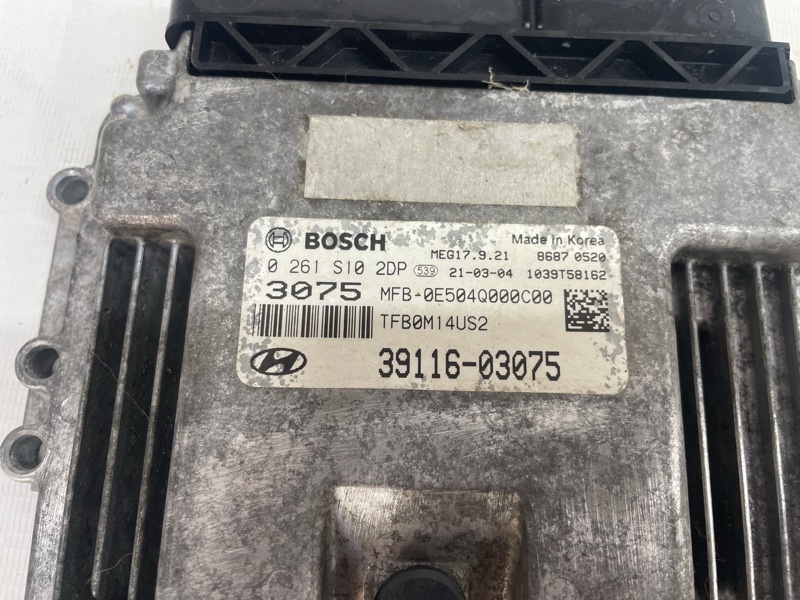 BOSCH
Made in Korea
MEG17.9.21 8687 0520
0 261 S10 2DP 539 21-03-04 1039T58162
3075 MFB-0E504Q000C00
TFB0M14US2
39116-03075